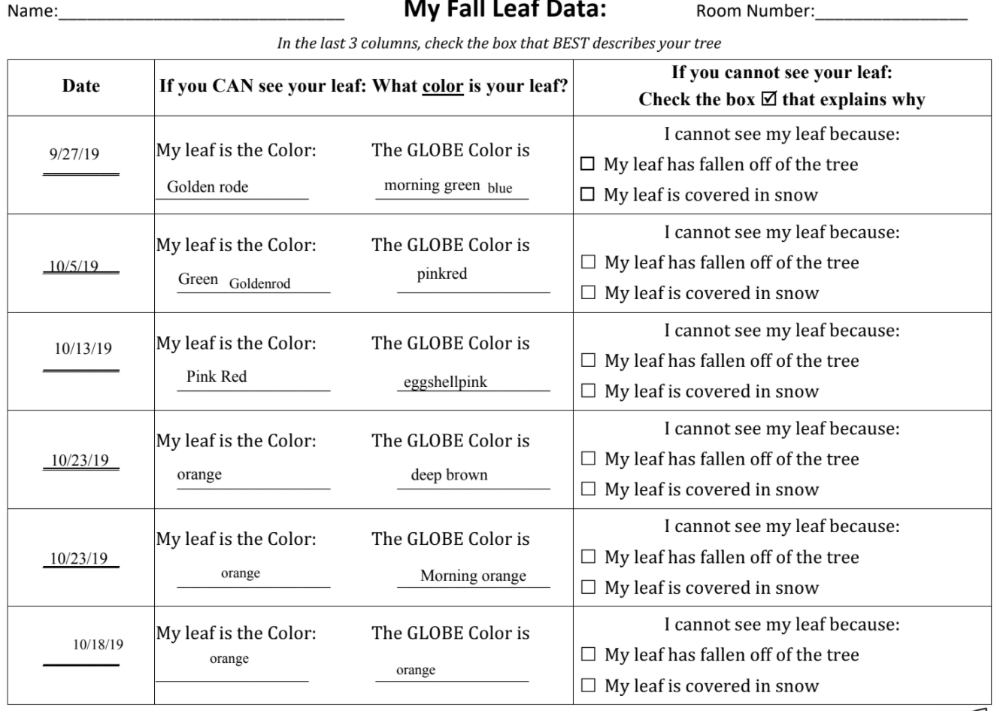 Name:______________________________ My Fall Leaf Data: Room Number:________________
In the last 3 columns, check the box that BEST describes your tree
Date
If you CAN see your leaf: What color is your leaf?
If you cannot see your leaf:
Check the box ☑ that explains why
9/27/19
My leaf is the Color: The GLOBE Color is
Golden rode morning green blue
I cannot see my leaf because:
☐ My leaf has fallen off of the tree
☐ My leaf is covered in snow
10/5/19
My leaf is the Color: The GLOBE Color is
Green Goldenrod pinkred
I cannot see my leaf because:
☐ My leaf has fallen off of the tree
☐ My leaf is covered in snow
10/13/19
My leaf is the Color: The GLOBE Color is
Pink Red eggshellpink
I cannot see my leaf because:
☐ My leaf has fallen off of the tree
☐ My leaf is covered in snow
10/23/19
My leaf is the Color: The GLOBE Color is
orange deep brown
I cannot see my leaf because:
☐ My leaf has fallen off of the tree
☐ My leaf is covered in snow
10/23/19
My leaf is the Color: The GLOBE Color is
orange Morning orange
I cannot see my leaf because:
☐ My leaf has fallen off of the tree
☐ My leaf is covered in snow
10/18/19
My leaf is the Color: The GLOBE Color is
orange orange
I cannot see my leaf because:
☐ My leaf has fallen off of the tree
☐ My leaf is covered in snow